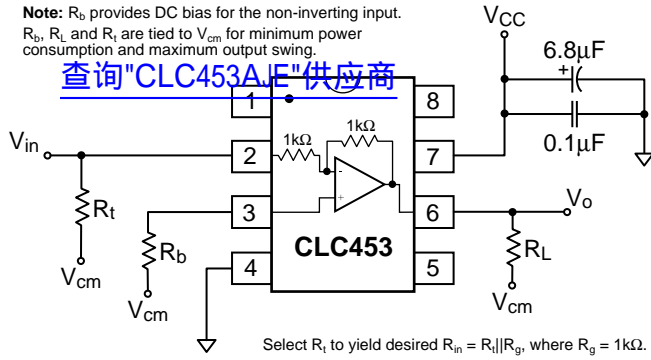 Note: Rb provides DC bias for the non-inverting input.
Rb, RL and Rt are tied to Vcm for minimum power
consumption and maximum output swing.
查询"CLC453AJE"供应商
VCC
6.8µF
+
0.1µF
1
8
Vin
2
1kΩ
1kΩ
7
-
+
Rt
3
6
Vo
Rb
CLC453
RL
Vcm
4
5
Vcm
Vcm
Select Rt to yield desired Rin = Rt||Rg, where Rg = 1kΩ.